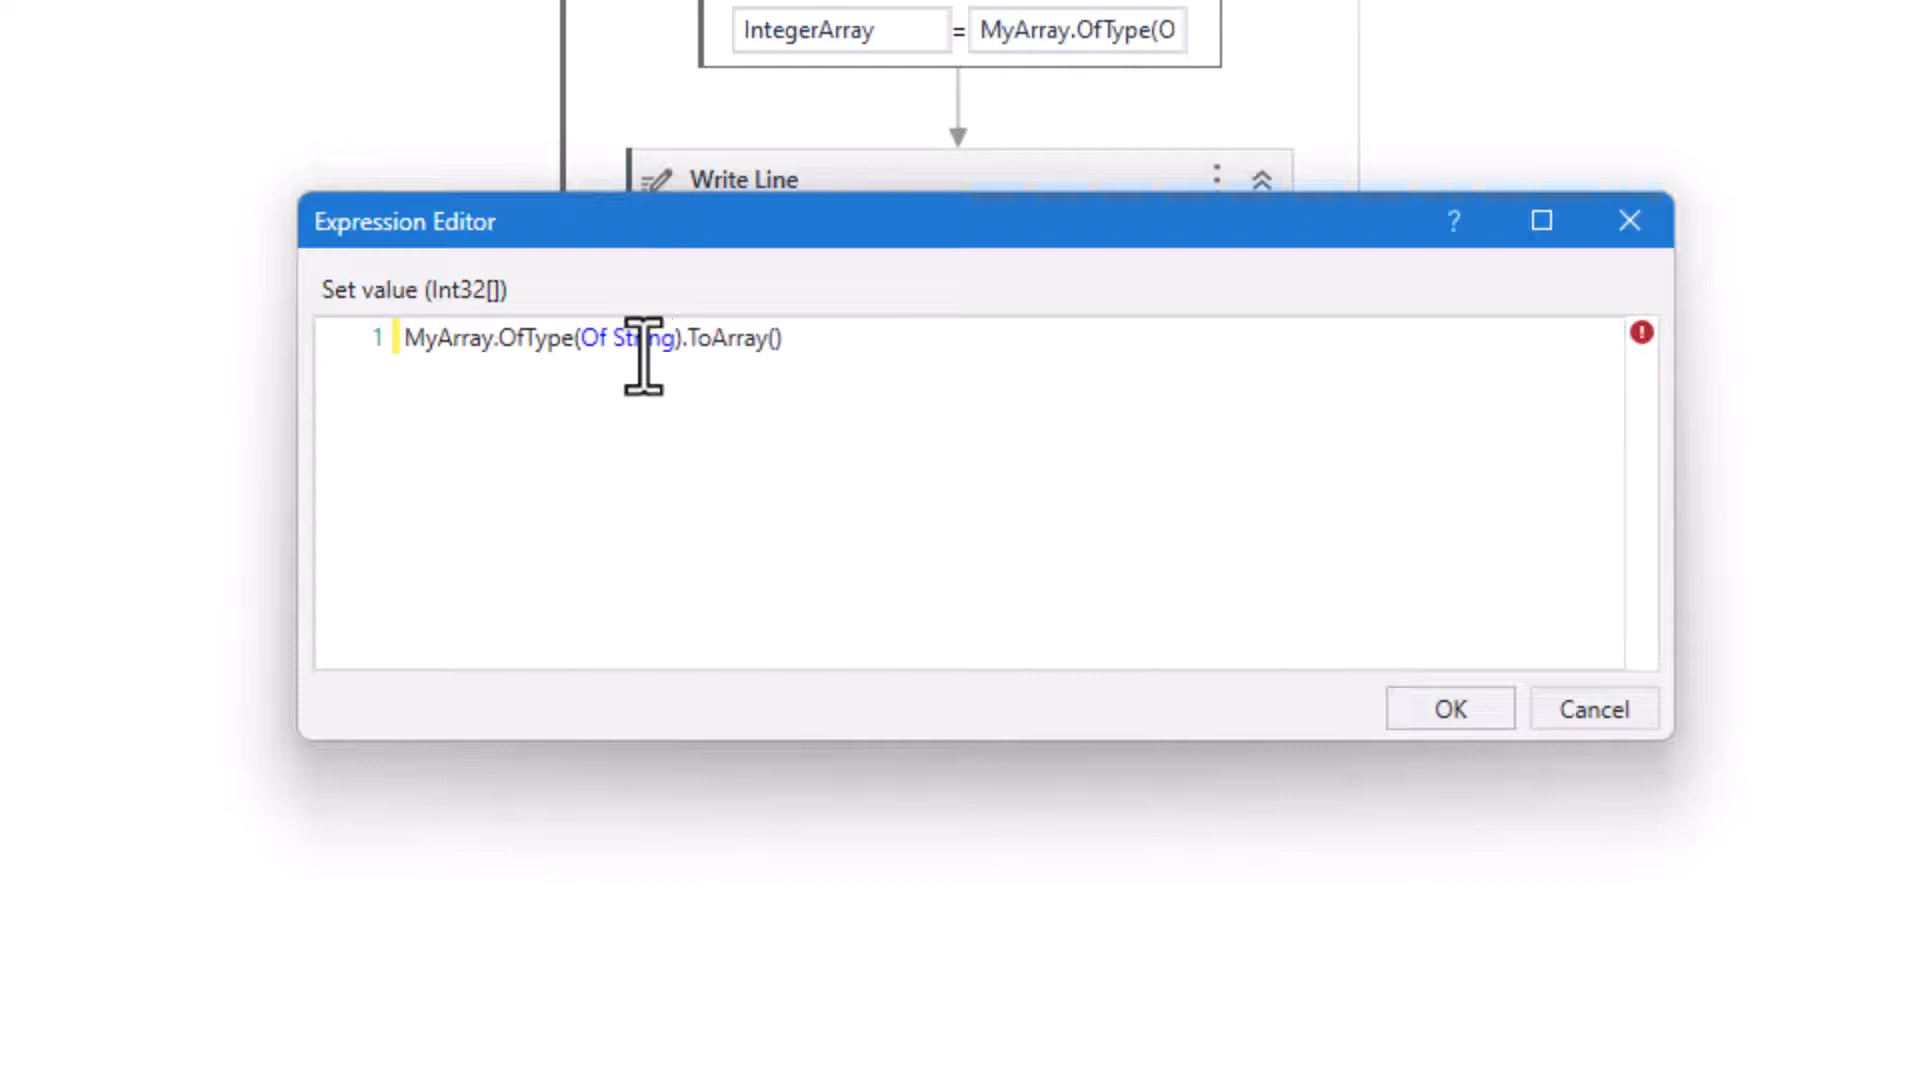 IntegerArray = MyArray.OfType(O
Write Line
Expression Editor
?
Set value (Int32[])
1 MyArray.OfType(Of String).ToArray()
OK Cancel